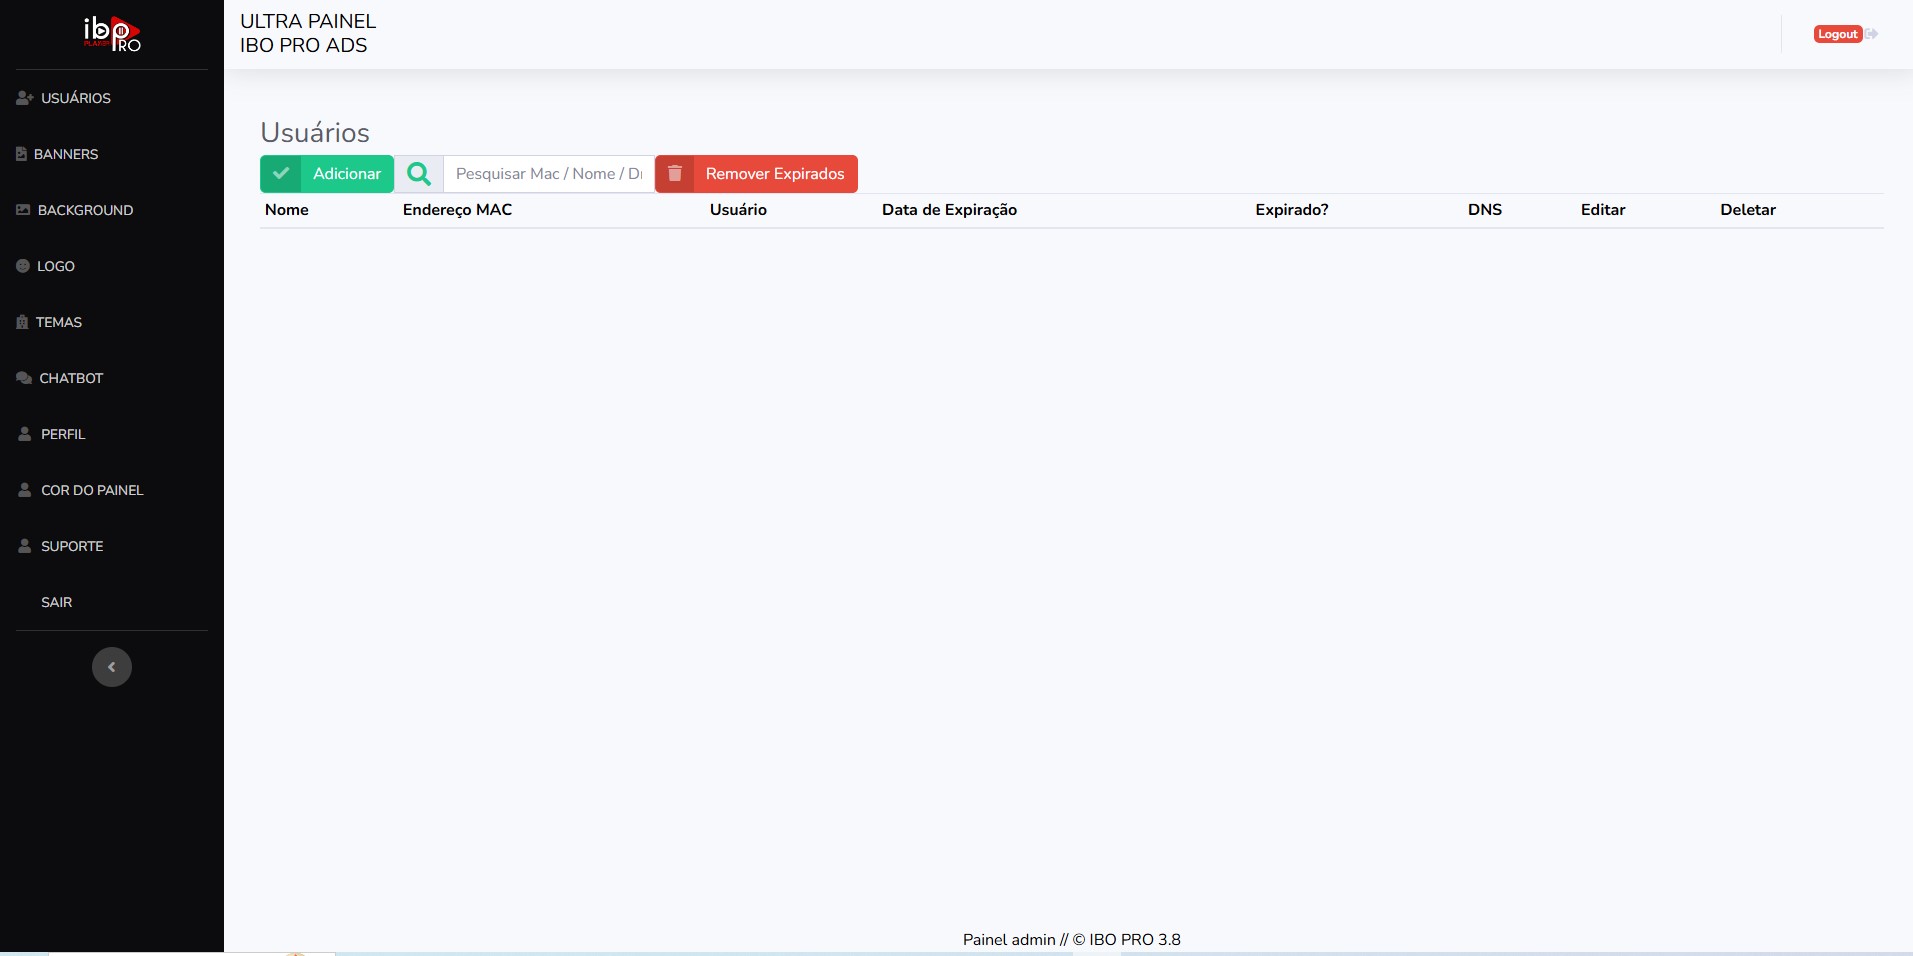 ibo PRO
PLAYER
ULTRA PAINEL
IBO PRO ADS
Logout
USUÁRIOS
BANNERS
BACKGROUND
LOGO
TEMAS
CHATBOT
PERFIL
COR DO PAINEL
SUPORTE
SAIR
Usuários
Adicionar
Pesquisar Mac / Nome / D
Remover Expirados
Nome Endereço MAC Usuário Data de Expiração Expirado? DNS Editar Deletar
Painel admin // © IBO PRO 3.8